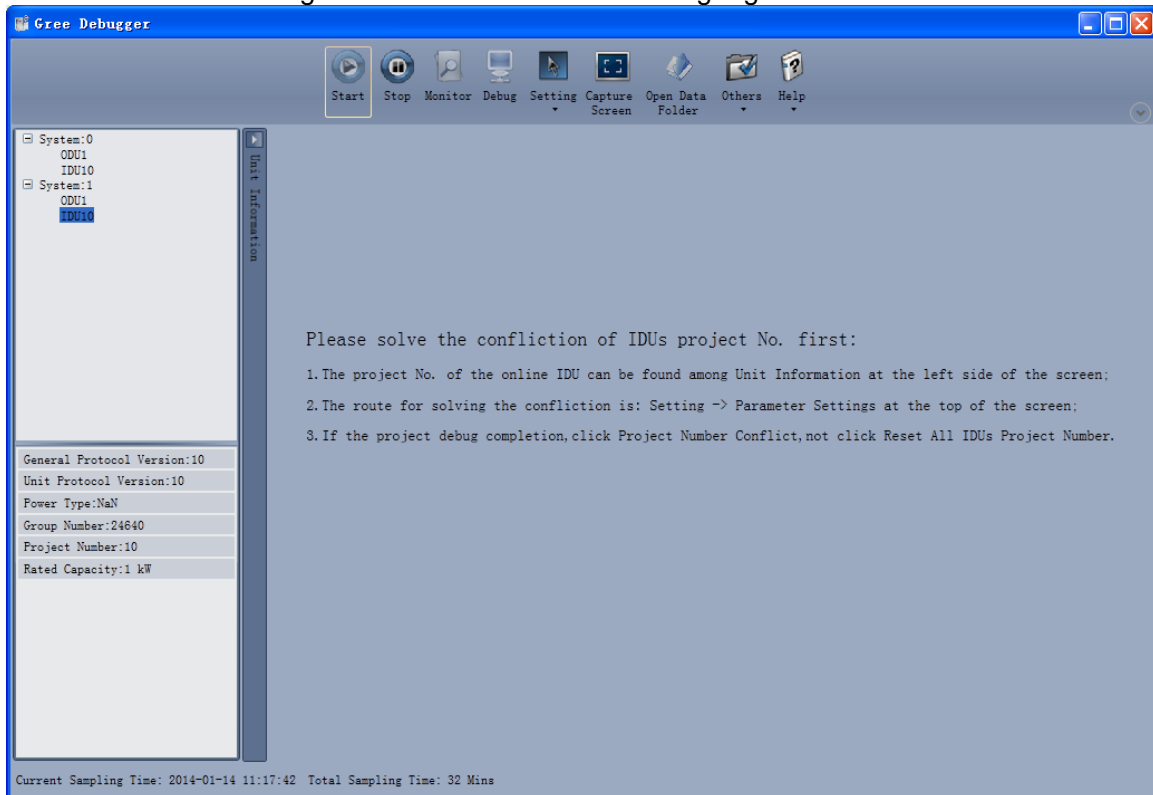 Gree Debugger
Start Stop Monitor Debug Setting Capture Screen Open Data Folder Others Help
System:0
ODU1
IDU10
System:1
ODU1
IDU10
Unit Information
Please solve the confliction of IDUs project No. first:
1.The project No. of the online IDU can be found among Unit Information at the left side of the screen;
2.The route for solving the confliction is: Setting -> Parameter Settings at the top of the screen;
3.If the project debug completion,click Project Number Conflict,not click Reset All IDUs Project Number.
General Protocol Version:10
Unit Protocol Version:10
Power Type:NaN
Group Number:24640
Project Number:10
Rated Capacity:1 kW
Current Sampling Time: 2014-01-14 11:17:42 Total Sampling Time: 32 Mins